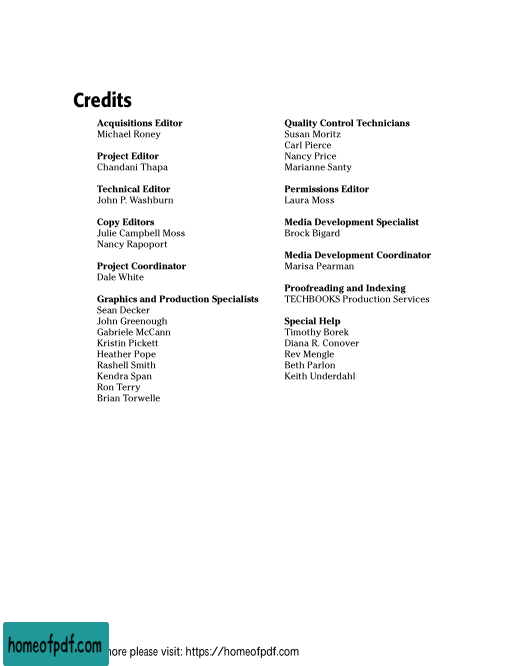 Credits
Acquisitions Editor
Michael Roney
Project Editor
Chandani Thapa
Technical Editor
John P. Washburn
Copy Editors
Julie Campbell Moss
Nancy Rapoport
Project Coordinator
Dale White
Graphics and Production Specialists
Sean Decker
John Greenough
Gabriele McCann
Kristin Pickett
Heather Pope
Rashell Smith
Kendra Span
Ron Terry
Brian Torwelle
Quality Control Technicians
Susan Moritz
Carl Pierce
Nancy Price
Marianne Santy
Permissions Editor
Laura Moss
Media Development Specialist
Brock Bigard
Media Development Coordinator
Marisa Pearman
Proofreading and Indexing
TECHBOOKS Production Services
Special Help
Timothy Borek
Diana R. Conover
Rev Mengle
Beth Parlon
Keith Underdahl
homeofpdf.com
ore please visit: https://homeofpdf.com